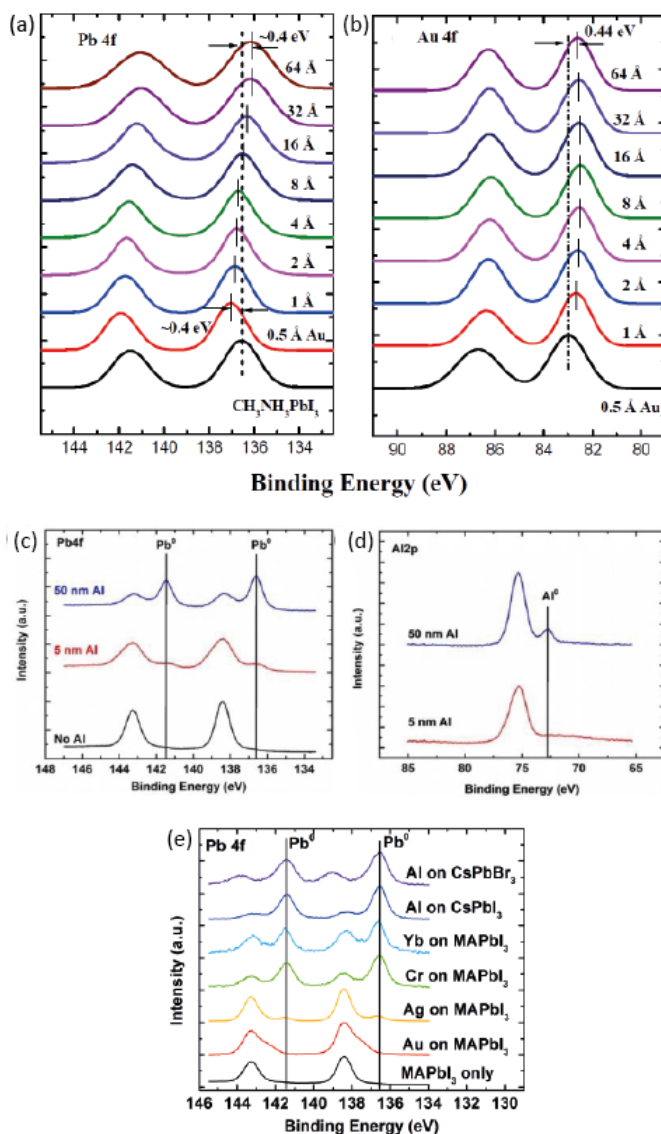 (a)
Pb 4f
~0.4 eV
64 Å
32 Å
16 Å
8 Å
4 Å
2 Å
1 Å
~0.4 eV
0.5 Å Au
CH₃NH₃PbI₃
144 142 140 138 136 134
(b)
Au 4f
0.44 eV
64 Å
32 Å
16 Å
8 Å
4 Å
2 Å
1 Å
0.5 Å Au
90 88 86 84 82 80
Binding Energy (eV)
(c)
Pb4f
Pb⁰
Pb⁰
50 nm Al
5 nm Al
No Al
Intensity (a.u.)
148 146 144 142 140 138 136 134
Binding Energy (eV)
(d)
Al2p
Al⁰
50 nm Al
5 nm Al
Intensity (a.u.)
85 80 75 70 65
Binding Energy (eV)
(e)
Pb 4f
Pb⁰
Pb⁰
Al on CsPbBr₃
Al on CsPbI₃
Yb on MAPbI₃
Cr on MAPbI₃
Ag on MAPbI₃
Au on MAPbI₃
MAPbI₃ only
Intensity (a.u.)
146 144 141 139 136 134 131 129
Binding Energy (eV)